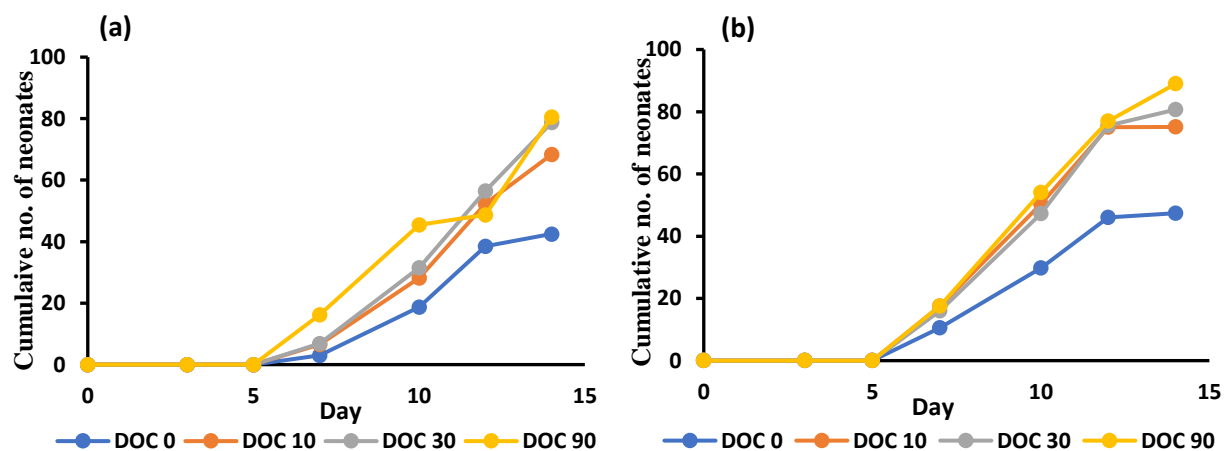 (a)
Cumulaive no. of neonates
100
80
60
40
20
0
0 5 10 15
Day
DOC 0 DOC 10 DOC 30 DOC 90
(b)
Cumulative no. of neonates
100
80
60
40
20
0
0 5 10 15
Day
DOC 0 DOC 10 DOC 30 DOC 90